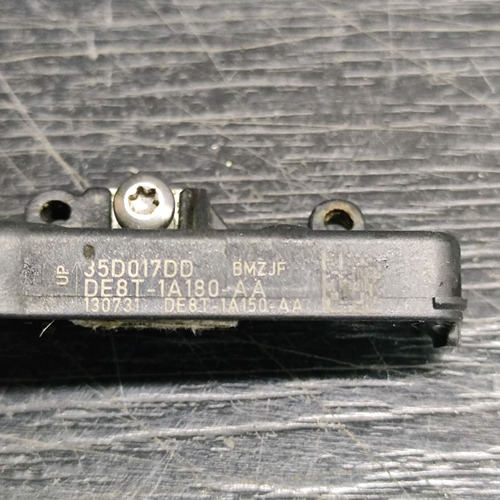 UP
35D017DD BMZJF
DE8T-1A180-AA
130731 DE8T-1A150-AA